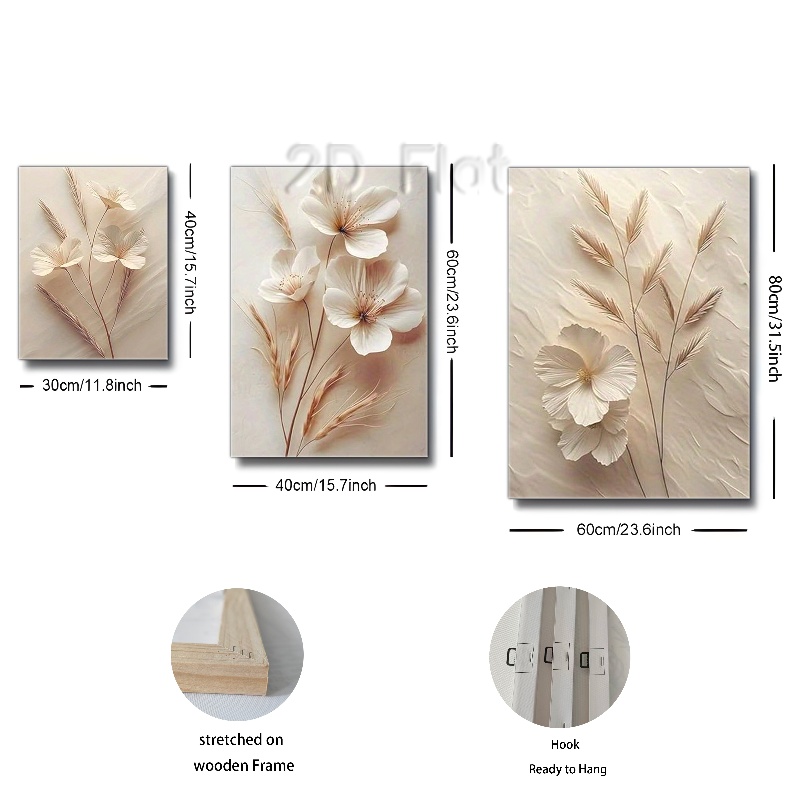 2D Flat
40cm/15.7inch
30cm/11.8inch
60cm/23.6inch
40cm/15.7inch
80cm/31.5inch
60cm/23.6inch
stretched on
wooden Frame
Hook
Ready to Hang